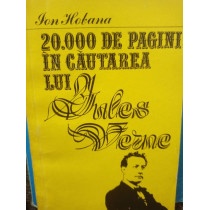 Ion Hobana
20.000 DE PAGINI
ÎN CĂUTAREA
LUI
Jules
Verne